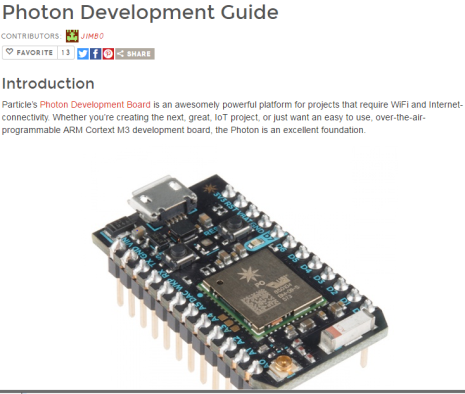 Photon Development Guide
CONTRIBUTORS: JIMB0
FAVORITE 13 SHARE
Introduction
Particle's Photon Development Board is an awesomely powerful platform for projects that require WiFi and Internet-
connectivity. Whether you're creating the next, great, IoT project, or just want an easy to use, over-the-air-
programmable ARM Cortext M3 development board, the Photon is an excellent foundation.